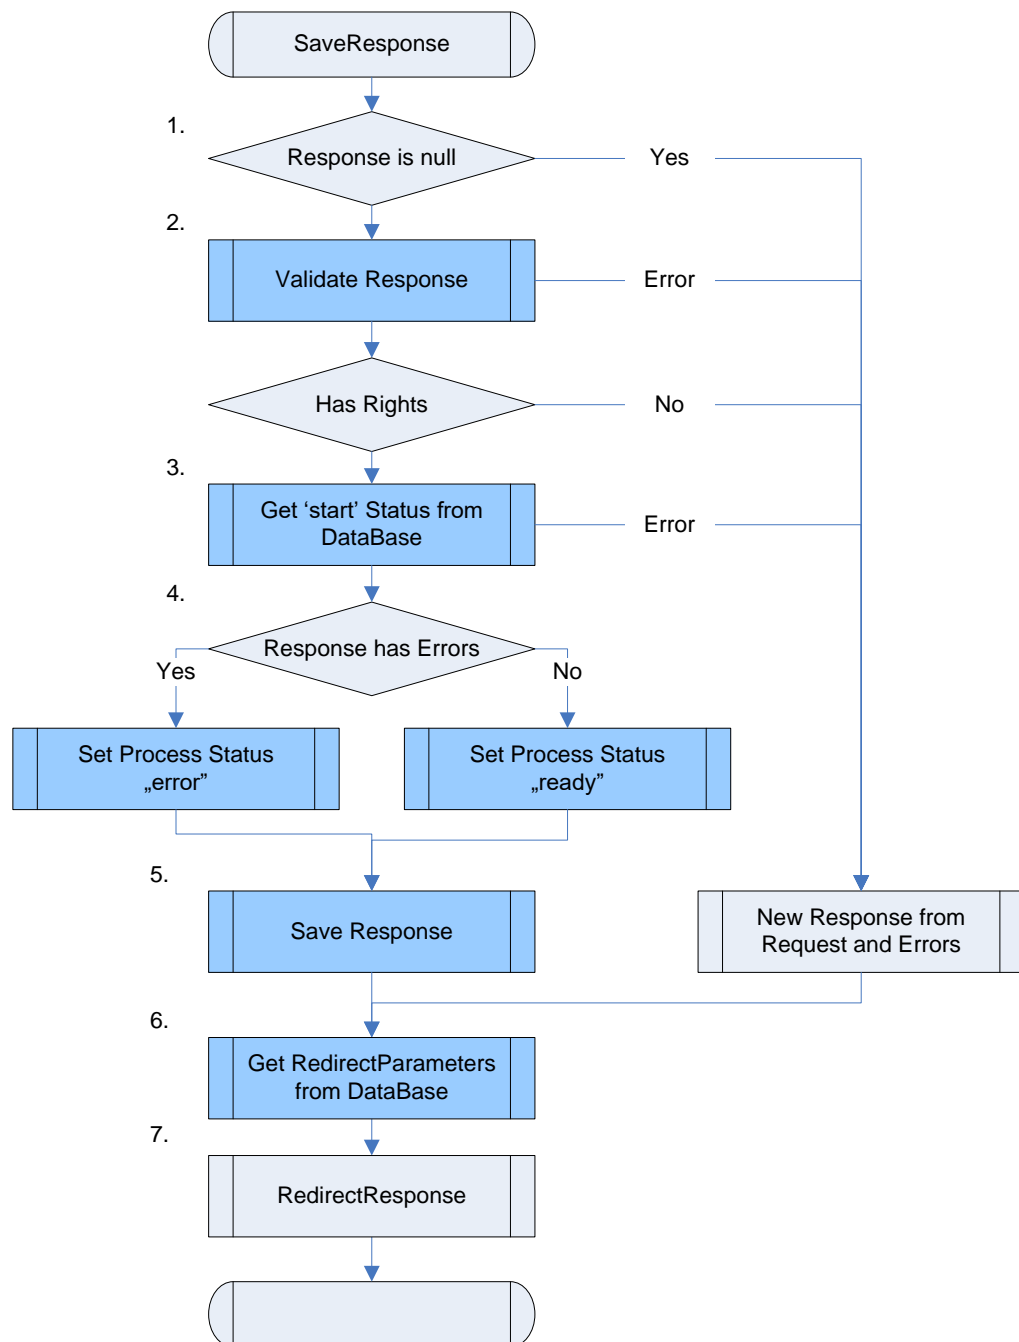 SaveResponse
1.
Response is null
Yes
2.
Validate Response
Error
Has Rights
No
3.
Get ‘start’ Status from
DataBase
Error
4.
Response has Errors
Yes
No
Set Process Status
„error”
Set Process Status
„ready”
5.
Save Response
New Response from
Request and Errors
6.
Get RedirectParameters
from DataBase
7.
RedirectResponse